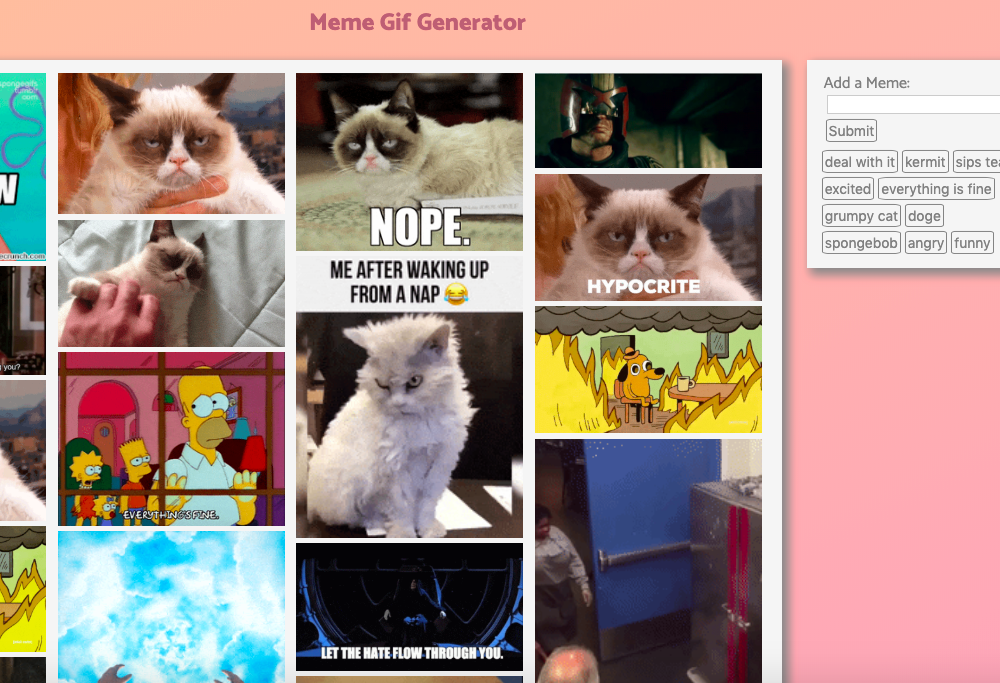 Meme Gif Generator
W
you?
NOPE.
ME AFTER WAKING UP
FROM A NAP 😂
EVERYTHING'S FINE.
LET THE HATE FLOW THROUGH YOU.
HYPOCRITE
Add a Meme:
Submit
deal with it
kermit
sips tea
excited
everything is fine
grumpy cat
doge
spongebob
angry
funny